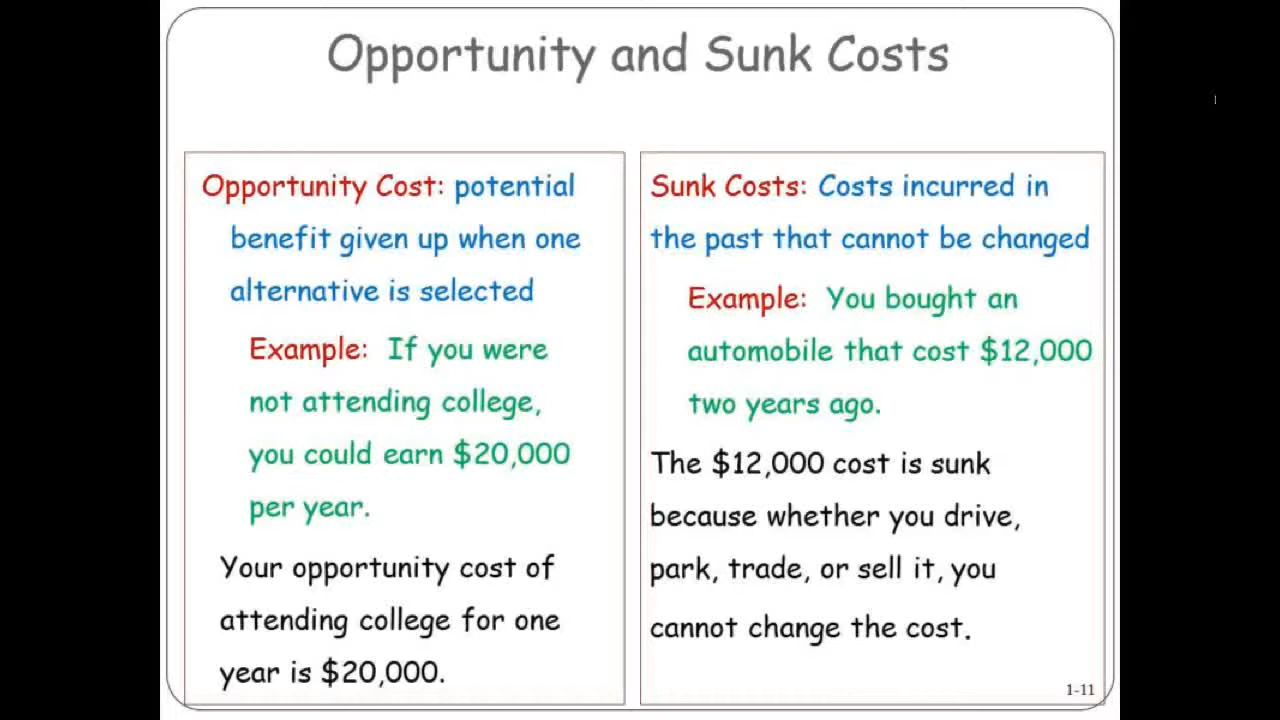 Opportunity and Sunk Costs
Opportunity Cost: potential
benefit given up when one
alternative is selected
Example: If you were
not attending college,
you could earn $20,000
per year.
Your opportunity cost of
attending college for one
year is $20,000.
Sunk Costs: Costs incurred in
the past that cannot be changed
Example: You bought an
automobile that cost $12,000
two years ago.
The $12,000 cost is sunk
because whether you drive,
park, trade, or sell it, you
cannot change the cost.
1-11